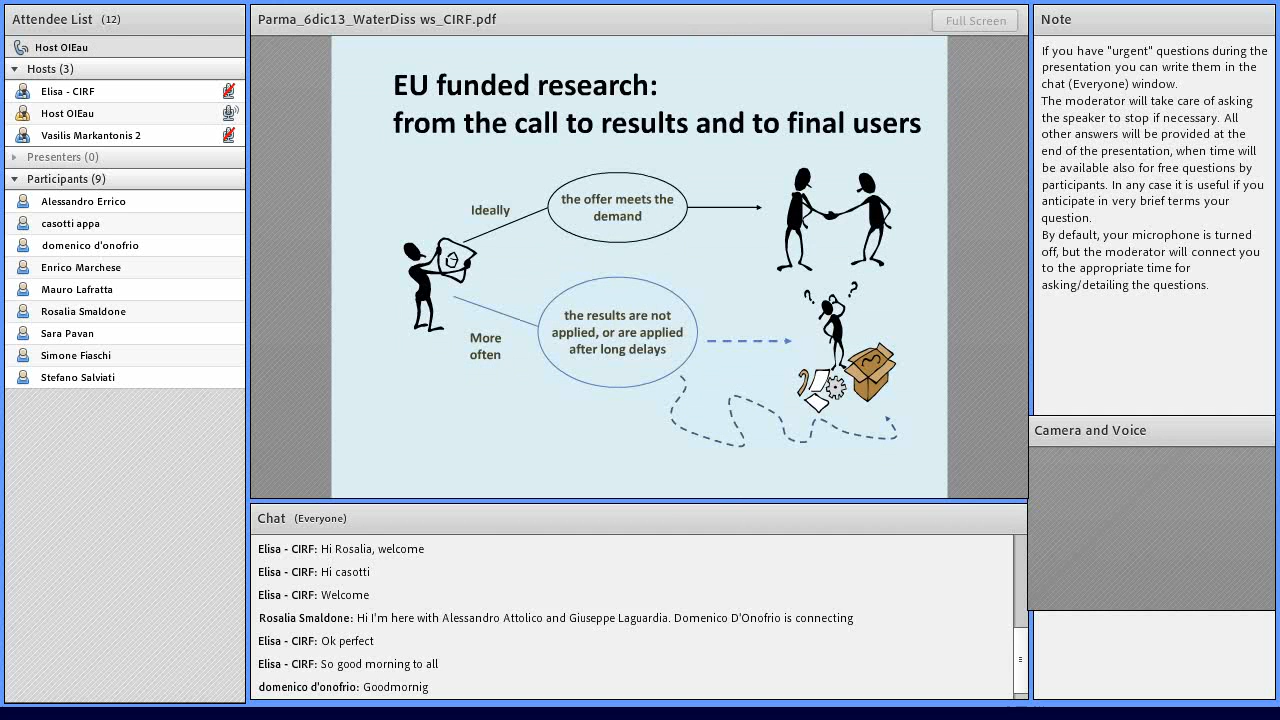 Attendee List (12)
Host OIEau
Hosts (3)
Elisa - CIRF
Host OIEau
Vasilis Markantonis 2
Presenters (0)
Participants (9)
Alessandro Errico
casotti appa
domenico d'onofrio
Enrico Marchese
Mauro Lafratta
Rosalia Smaldone
Sara Pavan
Simone Fiaschi
Stefano Salviati
Parma_6dic13_WaterDiss ws_CIRF.pdf
Full Screen
EU funded research:
from the call to results and to final users
Ideally
the offer meets the
demand
More
often
the results are not
applied, or are applied
after long delays
? ?
Chat (Everyone)
Elisa - CIRF: Hi Rosalia, welcome
Elisa - CIRF: Hi casotti
Elisa - CIRF: Welcome
Rosalia Smaldone: Hi I'm here with Alessandro Attolico and Giuseppe Laguardia. Domenico D'Onofrio is connecting
Elisa - CIRF: Ok perfect
Elisa - CIRF: So good morning to all
domenico d'onofrio: Goodmornig
Note
If you have "urgent" questions during the
presentation you can write them in the
chat (Everyone) window.
The moderator will take care of asking
the speaker to stop if necessary. All
other answers will be provided at the
end of the presentation, when time will
be available also for free questions by
participants. In any case it is useful if you
anticipate in very brief terms your
question.
By default, your microphone is turned
off, but the moderator will connect you
to the appropriate time for
asking/detailing the questions.
Camera and Voice